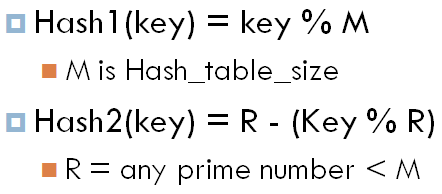 Hash1(key) = key % M
M is Hash_table_size
Hash2(key) = R - (Key % R)
R = any prime number < M